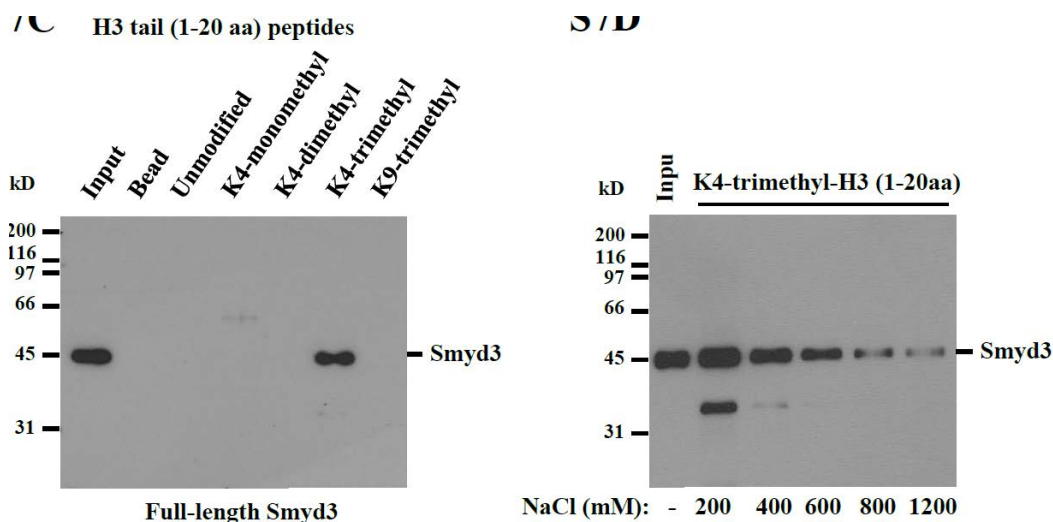 /C
H3 tail (1-20 aa) peptides
Input
Bead
Unmodified
K4-monomethyl
K4-dimethyl
K4-trimethyl
K9-trimethyl
kD
200
116
97
66
45
31
Smyd3
Full-length Smyd3
S7D
Inpu
K4-trimethyl-H3 (1-20aa)
kD
200
116
97
66
45
31
Smyd3
NaCl (mM): - 200 400 600 800 1200